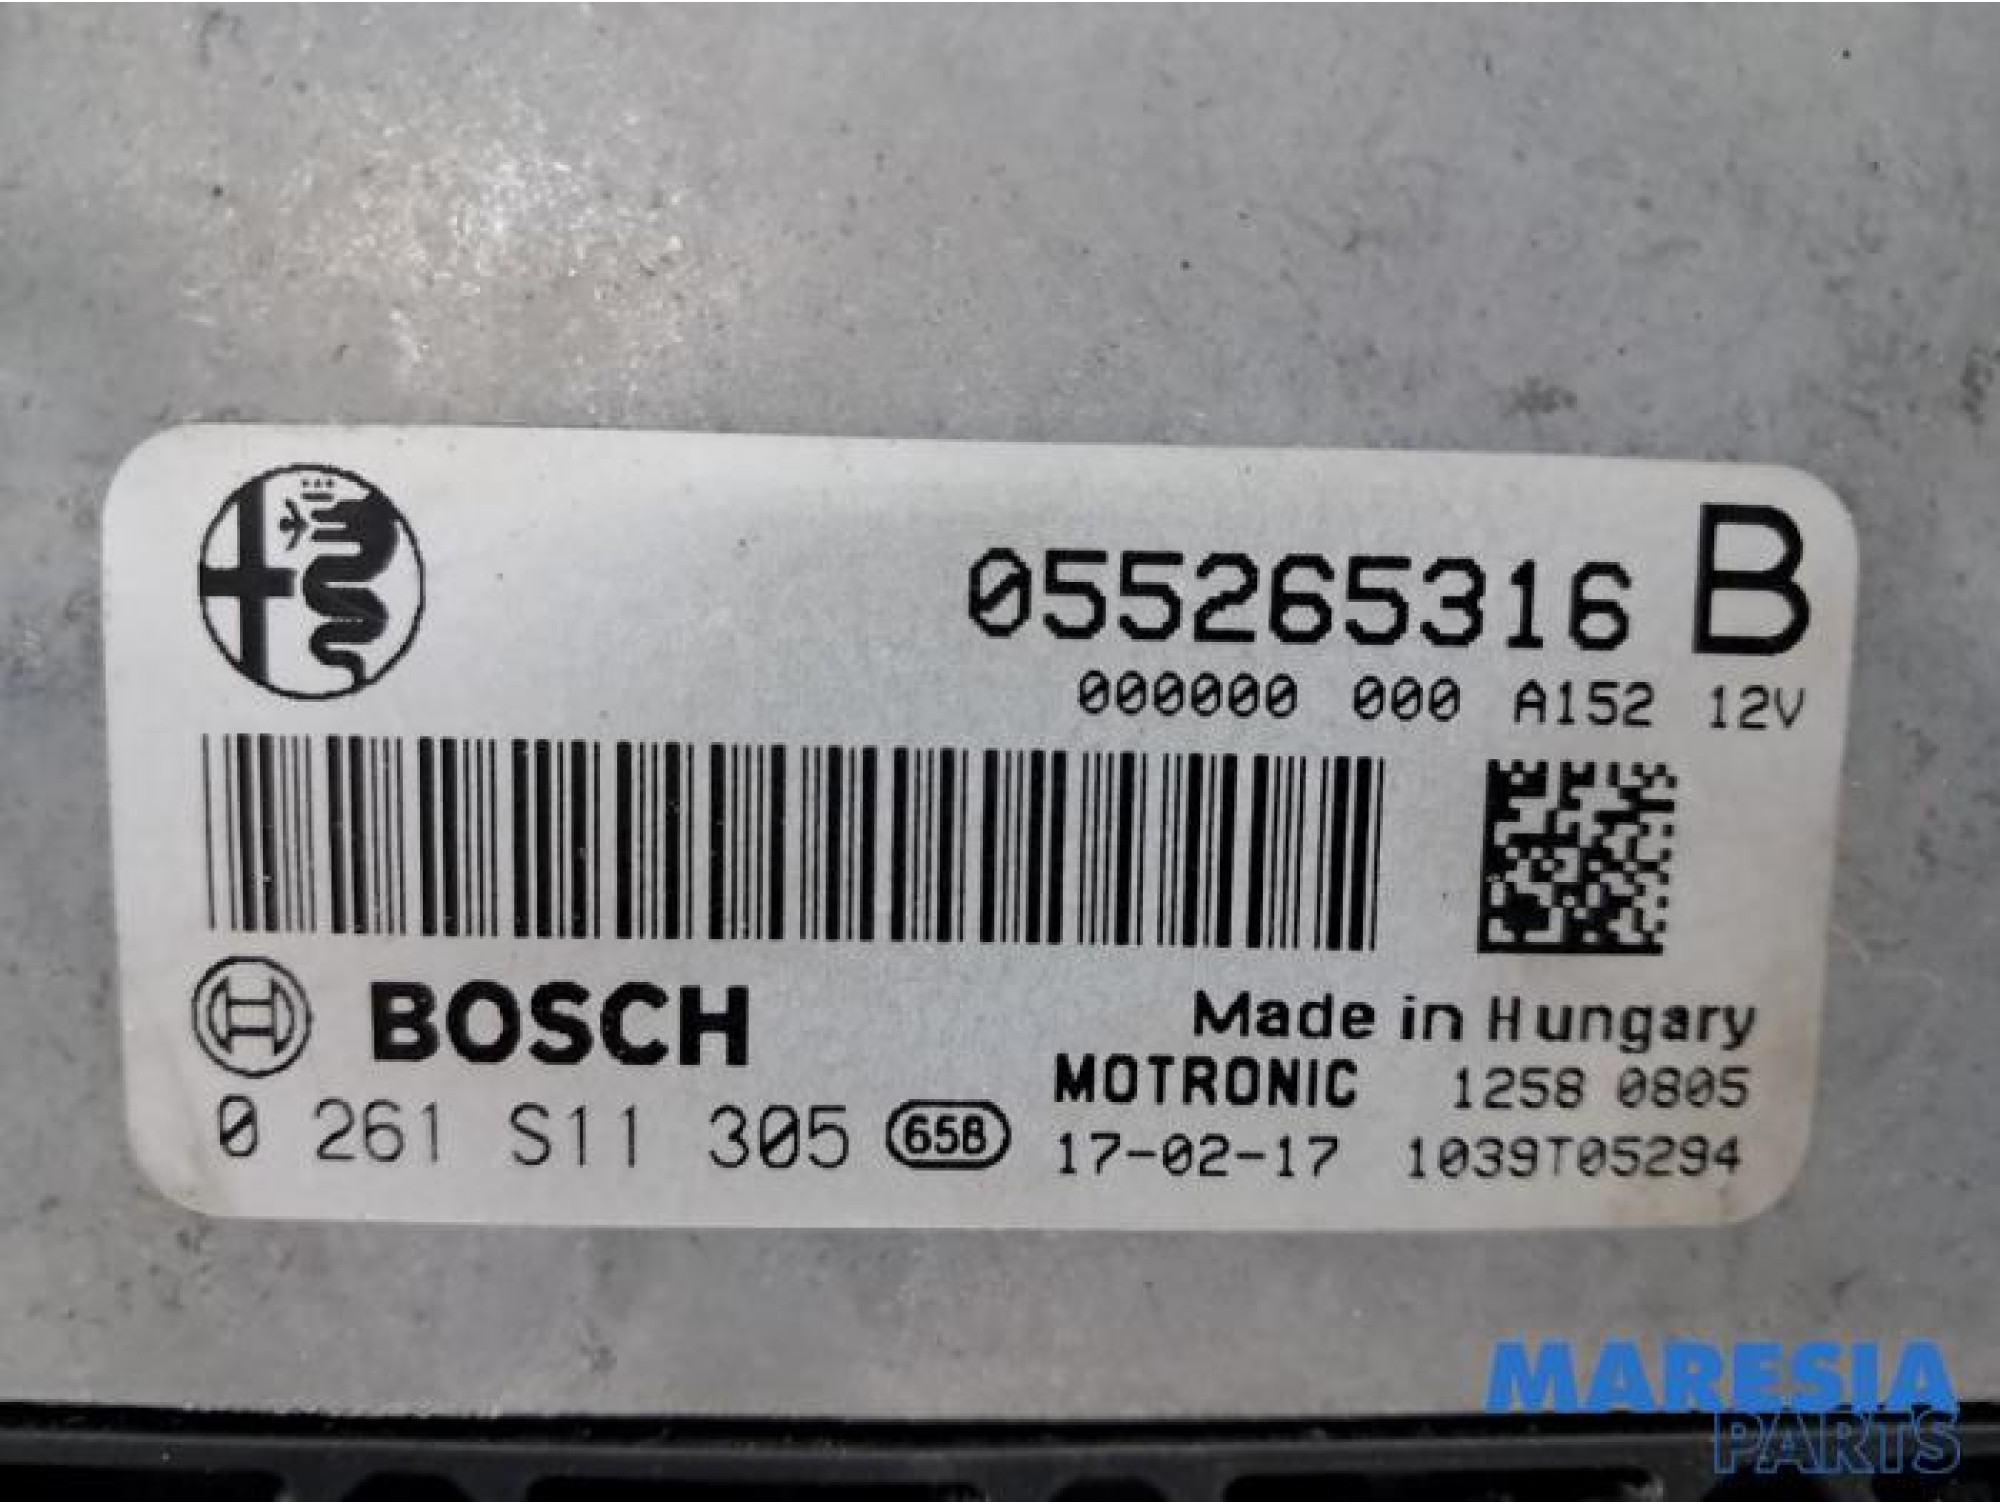 055265316 B
000000 000 A152 12V
BOSCH
Made in Hungary
MOTRONIC 1258 0805
0 261 S11 305 658 17-02-17 1039T05294
MARESIA
PARTS